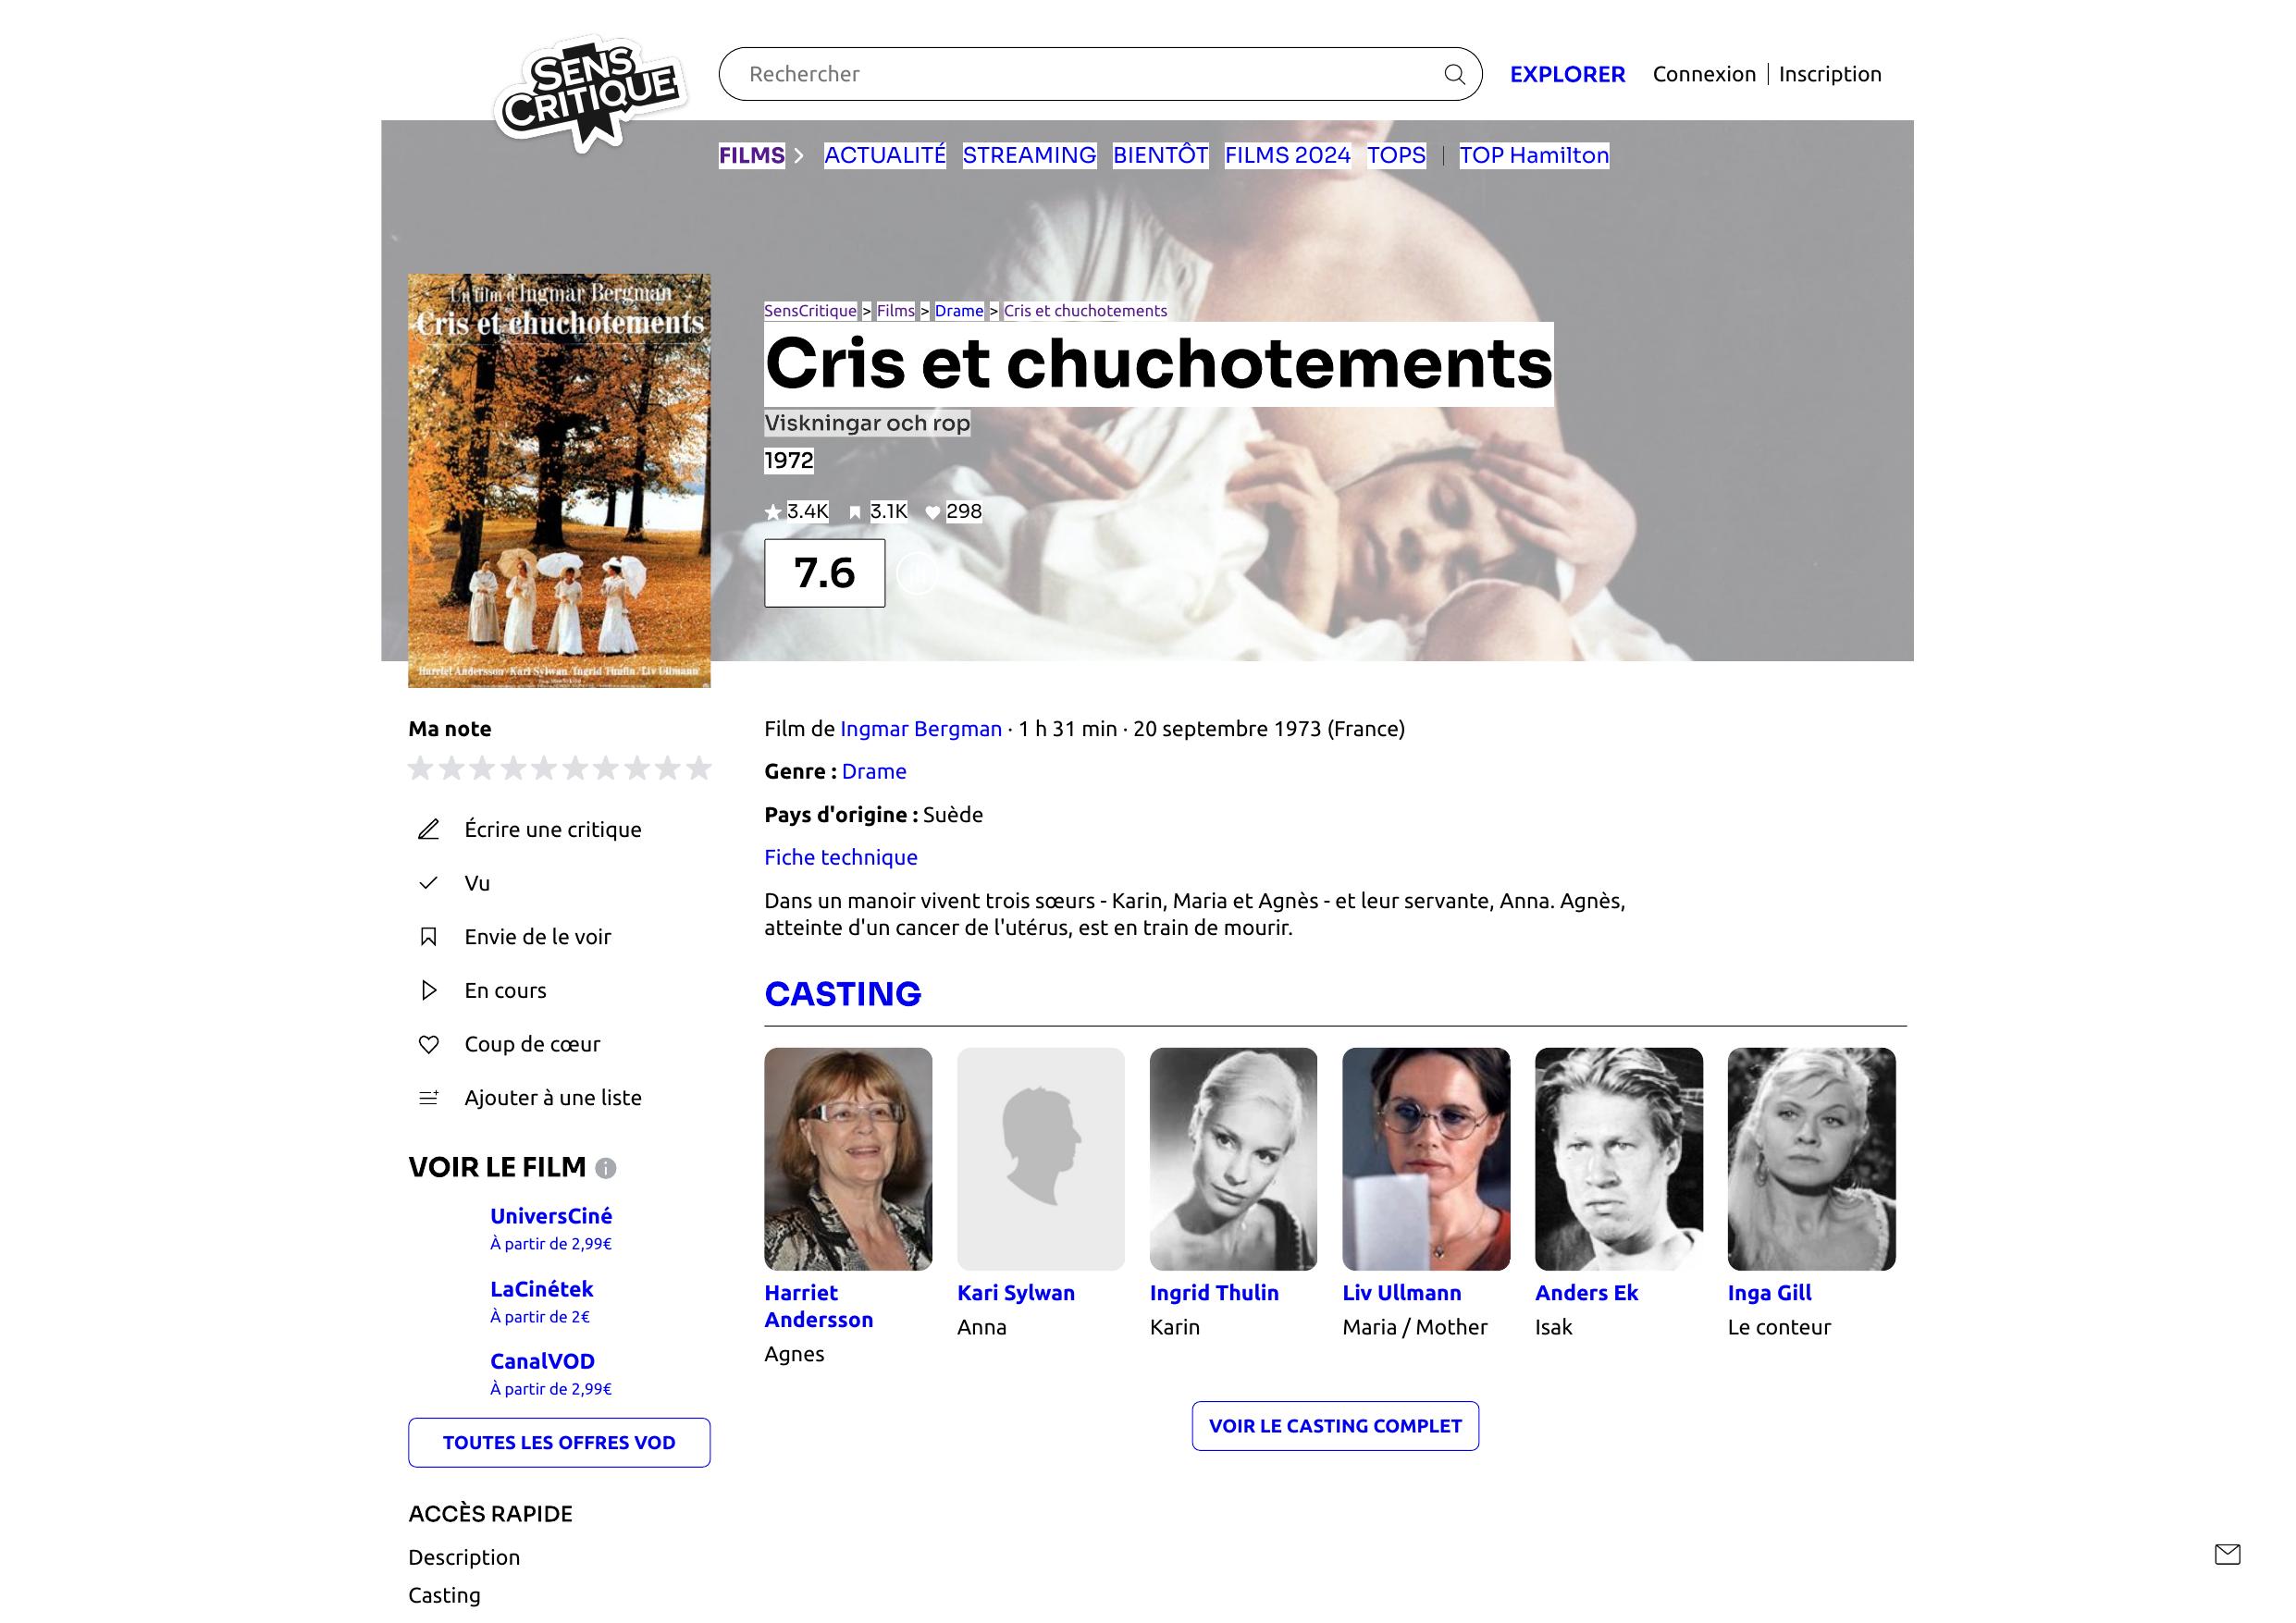 SENS
CRITIQUE
Rechercher
EXPLORER
Connexion
Inscription
FILMS
ACTUALITÉ
STREAMING
BIENTÔT
FILMS 2024
TOPS
TOP Hamilton
Un film d'Ingmar Bergman
Cris et chuchotements
Harriet Andersson / Kari Sylwan / Ingrid Thulin / Liv Ullmann
SensCritique > Films > Drame > Cris et chuchotements
Cris et chuchotements
Viskningar och rop
1972
3.4K 3.1K 298
7.6
Ma note
Écrire une critique
Vu
Envie de le voir
En cours
Coup de cœur
Ajouter à une liste
VOIR LE FILM
UniversCiné
À partir de 2,99€
LaCinétek
À partir de 2€
CanalVOD
À partir de 2,99€
TOUTES LES OFFRES VOD
ACCÈS RAPIDE
Description
Casting
Film de Ingmar Bergman · 1 h 31 min · 20 septembre 1973 (France)
Genre : Drame
Pays d'origine : Suède
Fiche technique
Dans un manoir vivent trois sœurs - Karin, Maria et Agnès - et leur servante, Anna. Agnès,
atteinte d'un cancer de l'utérus, est en train de mourir.
CASTING
Harriet
Andersson
Agnes
Kari Sylwan
Anna
Ingrid Thulin
Karin
Liv Ullmann
Maria / Mother
Anders Ek
Isak
Inga Gill
Le conteur
VOIR LE CASTING COMPLET